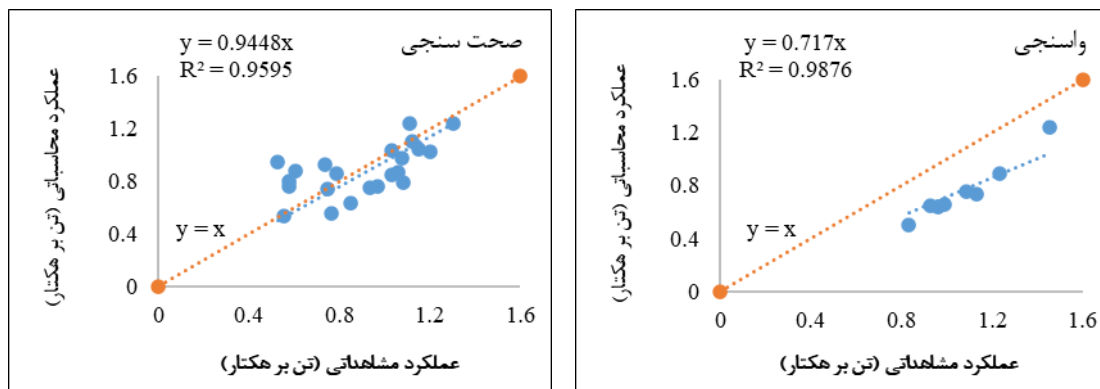 واسنجی
y = 0.717x
R² = 0.9876
عملکرد محاسباتی (تن بر هکتار)
1.6
1.2
0.8
0.4
0
y = x
0 0.4 0.8 1.2 1.6
عملکرد مشاهداتی (تن بر هکتار)
صحت سنجی
y = 0.9448x
R² = 0.9595
عملکرد محاسباتی (تن بر هکتار)
1.6
1.2
0.8
0.4
0
y = x
0 0.4 0.8 1.2 1.6
عملکرد مشاهداتی (تن بر هکتار)